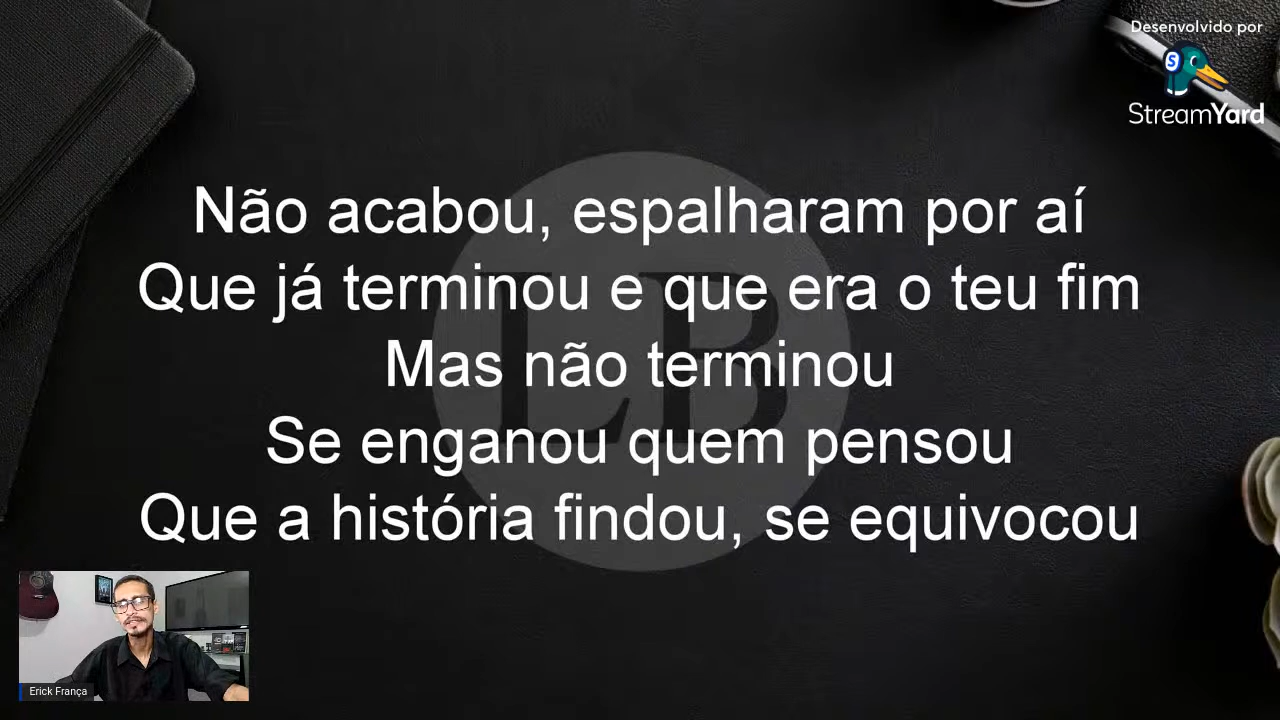 Desenvolvido por
StreamYard
Não acabou, espalharam por aí
Que já terminou e que era o teu fim
Mas não terminou
Se enganou quem pensou
Que a história findou, se equivocou
LB
Erick França